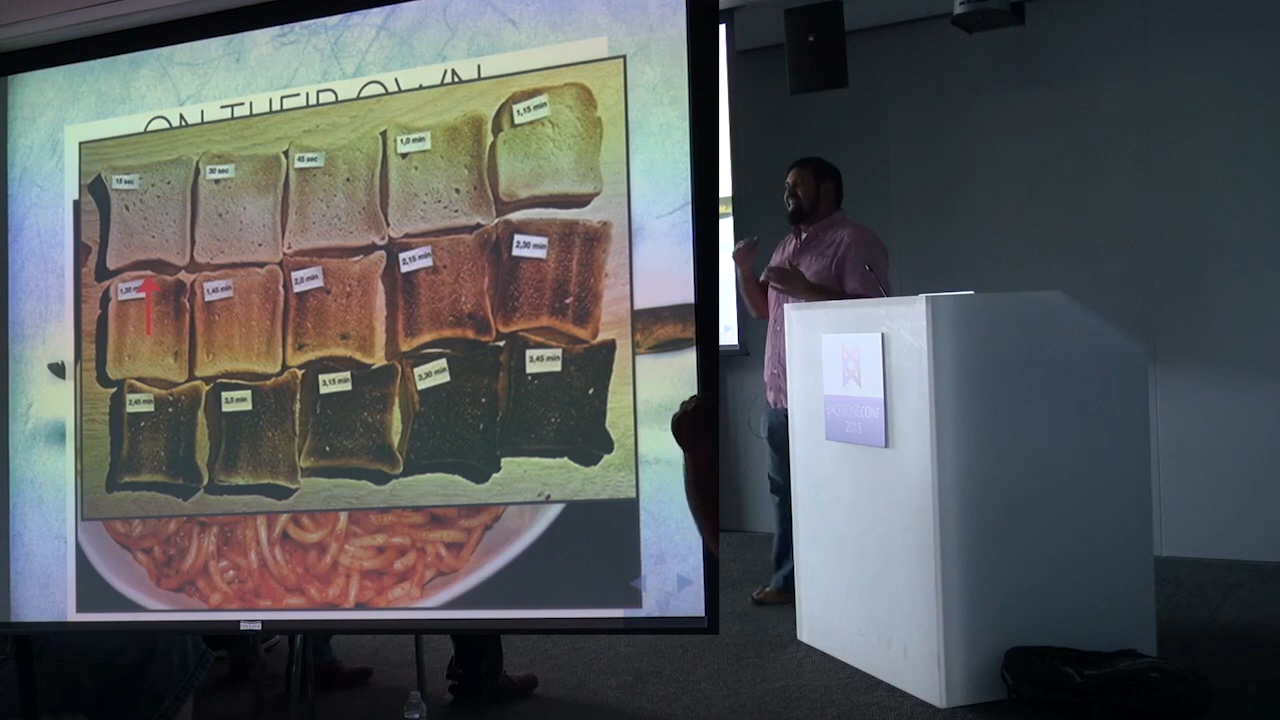 ON THEIR OWN
15 sec
30 sec
45 sec
1,0 min
1,15 min
1,30 m
1,45 min
2,0 min
2,15 min
2,30 min
2,45 min
3,0 min
3,15 min
3,30 min
3,45 min
BACKBONECONF
2013